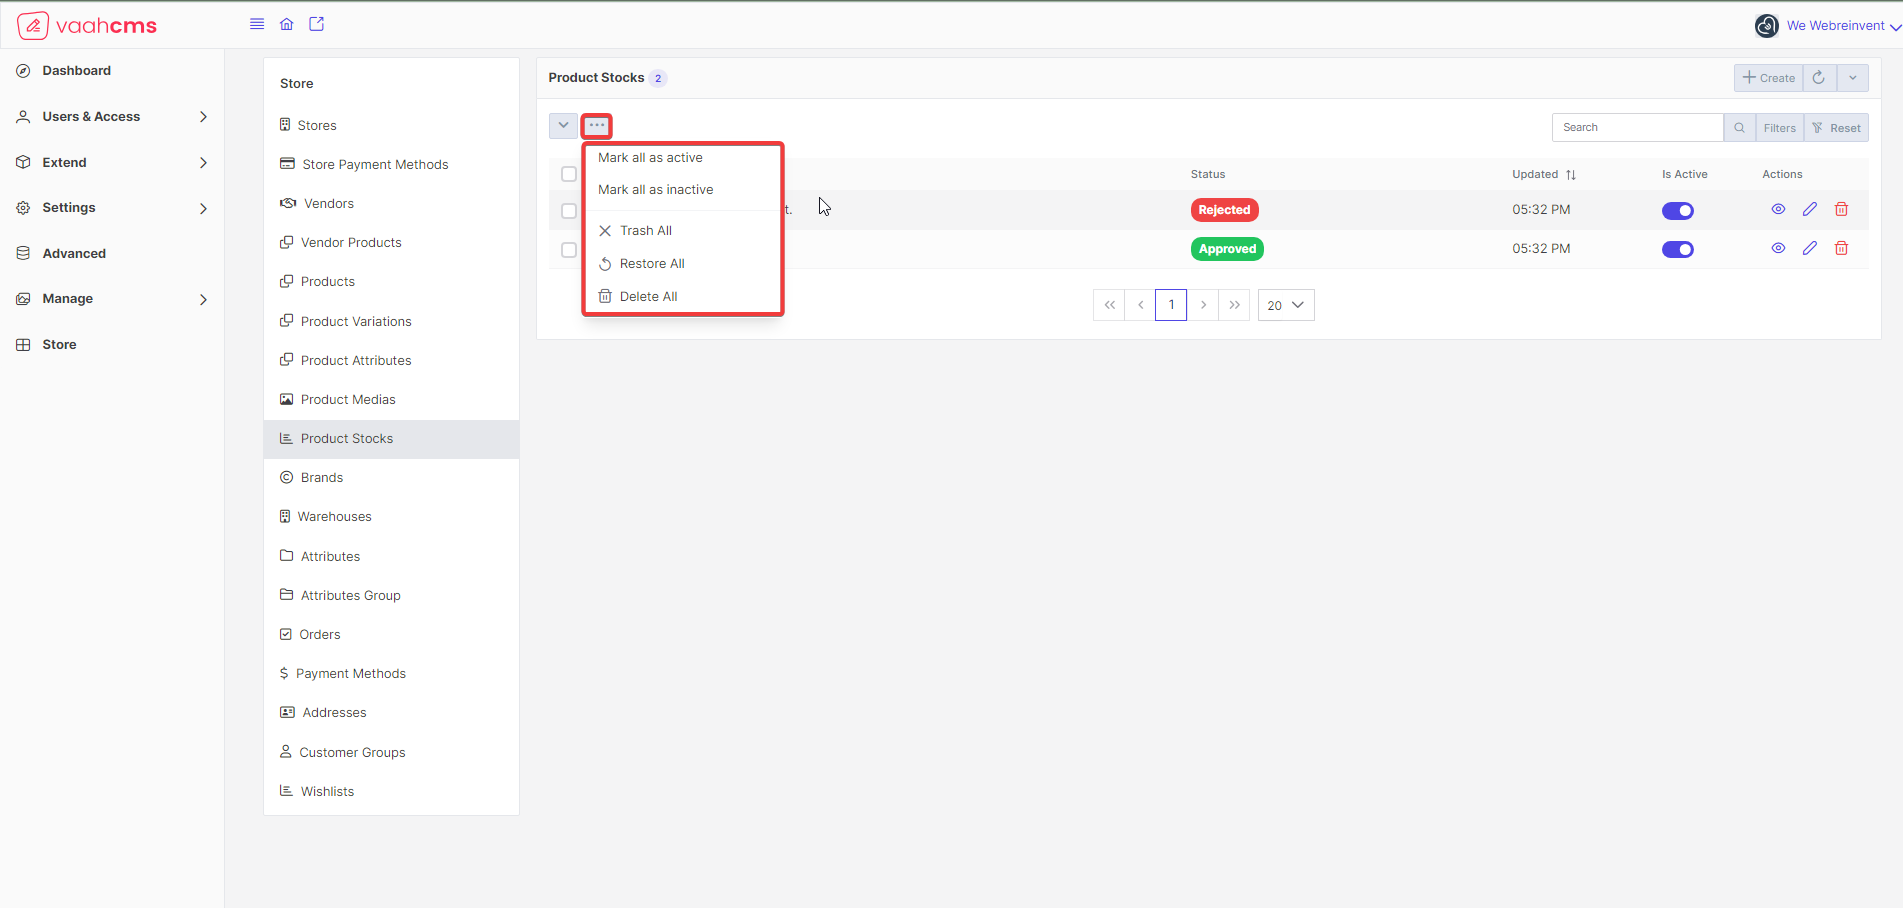 vaahcms
We Webreinvent
Dashboard
Users & Access
Extend
Settings
Advanced
Manage
Store
Store
Stores
Store Payment Methods
Vendors
Vendor Products
Products
Product Variations
Product Attributes
Product Medias
Product Stocks
Brands
Warehouses
Attributes
Attributes Group
Orders
$ Payment Methods
Addresses
Customer Groups
Wishlists
Product Stocks 2
Create
Search
Filters
Reset
Mark all as active
Mark all as inactive
Trash All
Restore All
Delete All
Status Updated Is Active Actions
t. Rejected 05:32 PM
Approved 05:32 PM
1 20